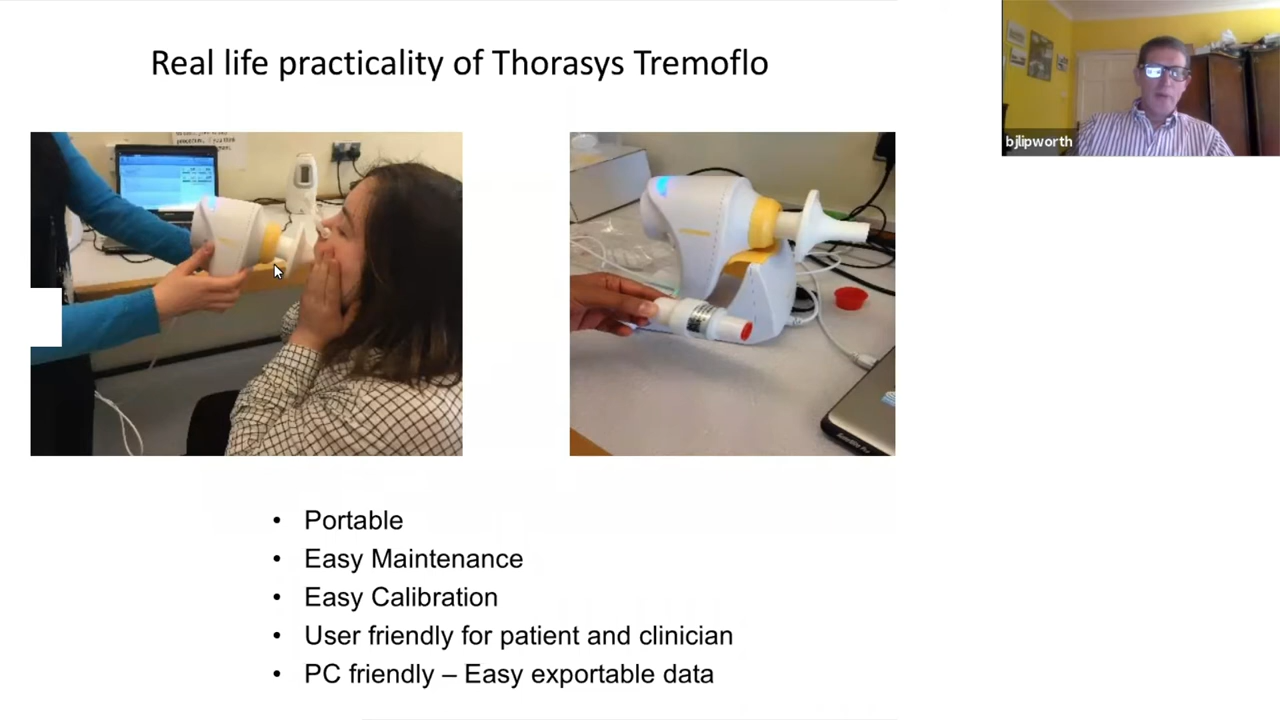 Real life practicality of Thorasys Tremoflo
bjlipworth
• Portable
• Easy Maintenance
• Easy Calibration
• User friendly for patient and clinician
• PC friendly – Easy exportable data